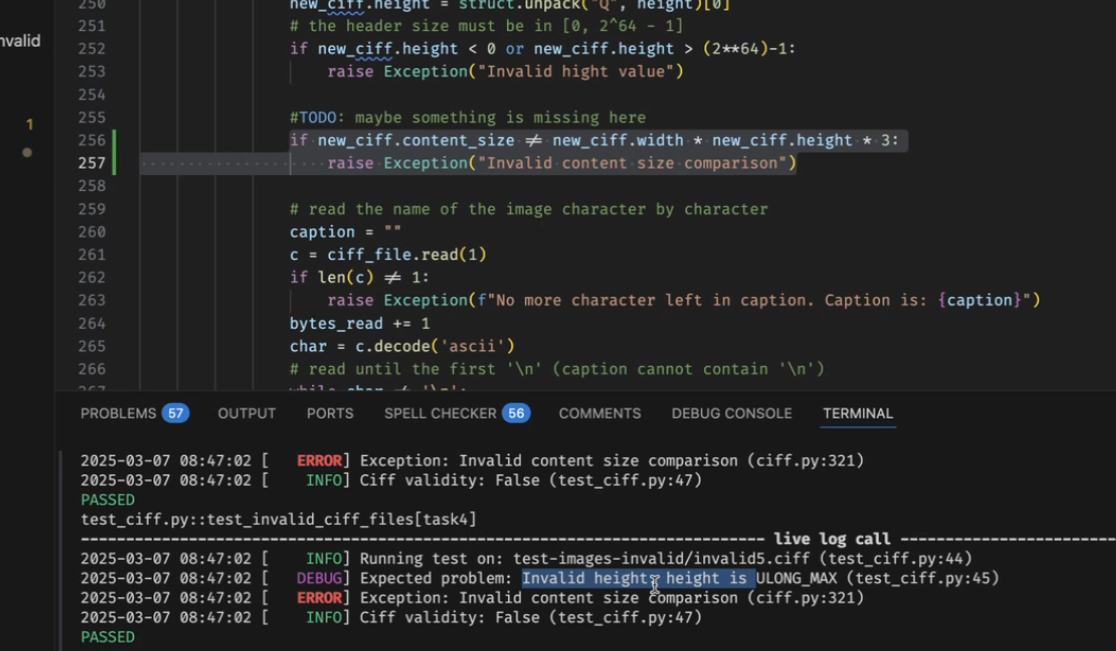 nvalid
1
250 new_ciff.height = struct.unpack("Q", height)[0]
251 # the header size must be in [0, 2^64 - 1]
252 if new_ciff.height < 0 or new_ciff.height > (2**64)-1:
253 raise Exception("Invalid hight value")
254
255 #TODO: maybe something is missing here
256 if new_ciff.content_size ≠ new_ciff.width * new_ciff.height * 3:
257 raise Exception("Invalid content size comparison")
258
259 # read the name of the image character by character
260 caption = ""
261 c = ciff_file.read(1)
262 if len(c) ≠ 1:
263 raise Exception(f"No more character left in caption. Caption is: {caption}")
264 bytes_read += 1
265 char = c.decode('ascii')
266 # read until the first '\n' (caption cannot contain '\n')
267 while char ≠ '\n':
PROBLEMS 57 OUTPUT PORTS SPELL CHECKER 56 COMMENTS DEBUG CONSOLE TERMINAL
2025-03-07 08:47:02 [ ERROR] Exception: Invalid content size comparison (ciff.py:321)
2025-03-07 08:47:02 [ INFO] Ciff validity: False (test_ciff.py:47)
PASSED
test_ciff.py::test_invalid_ciff_files[task4]
live log call
2025-03-07 08:47:02 [ INFO] Running test on: test-images-invalid/invalid5.ciff (test_ciff.py:44)
2025-03-07 08:47:02 [ DEBUG] Expected problem: Invalid height: height is ULONG_MAX (test_ciff.py:45)
2025-03-07 08:47:02 [ ERROR] Exception: Invalid content size comparison (ciff.py:321)
2025-03-07 08:47:02 [ INFO] Ciff validity: False (test_ciff.py:47)
PASSED